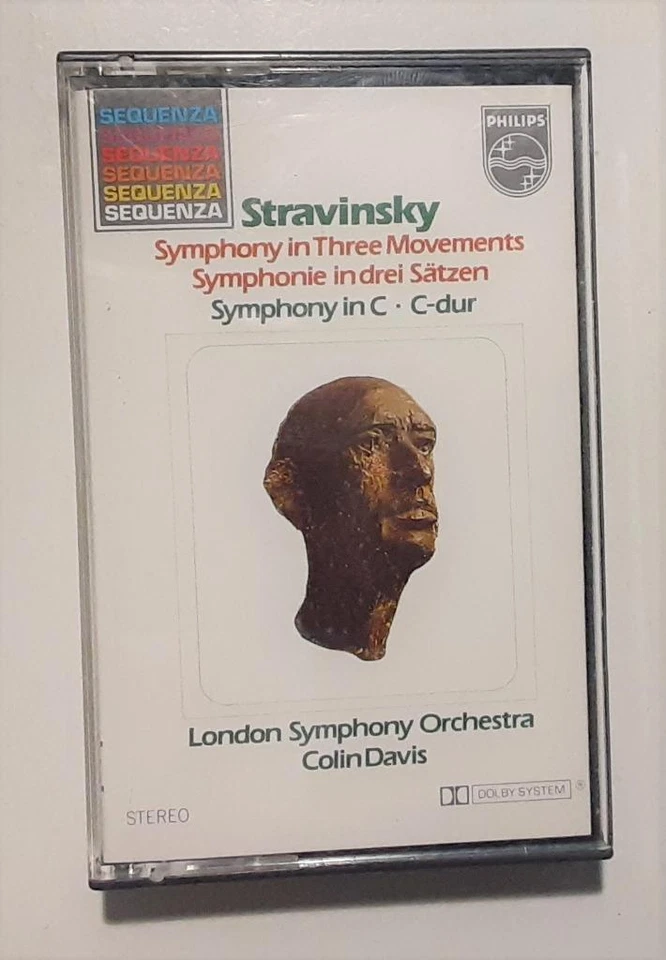 SEQUENZA
SEQUENZA
SEQUENZA
SEQUENZA
SEQUENZA
SEQUENZA
PHILIPS
Stravinsky
Symphony in Three Movements
Symphonie in drei Sätzen
Symphony in C · C-dur
London Symphony Orchestra
Colin Davis
STEREO
DOLBY SYSTEM ®